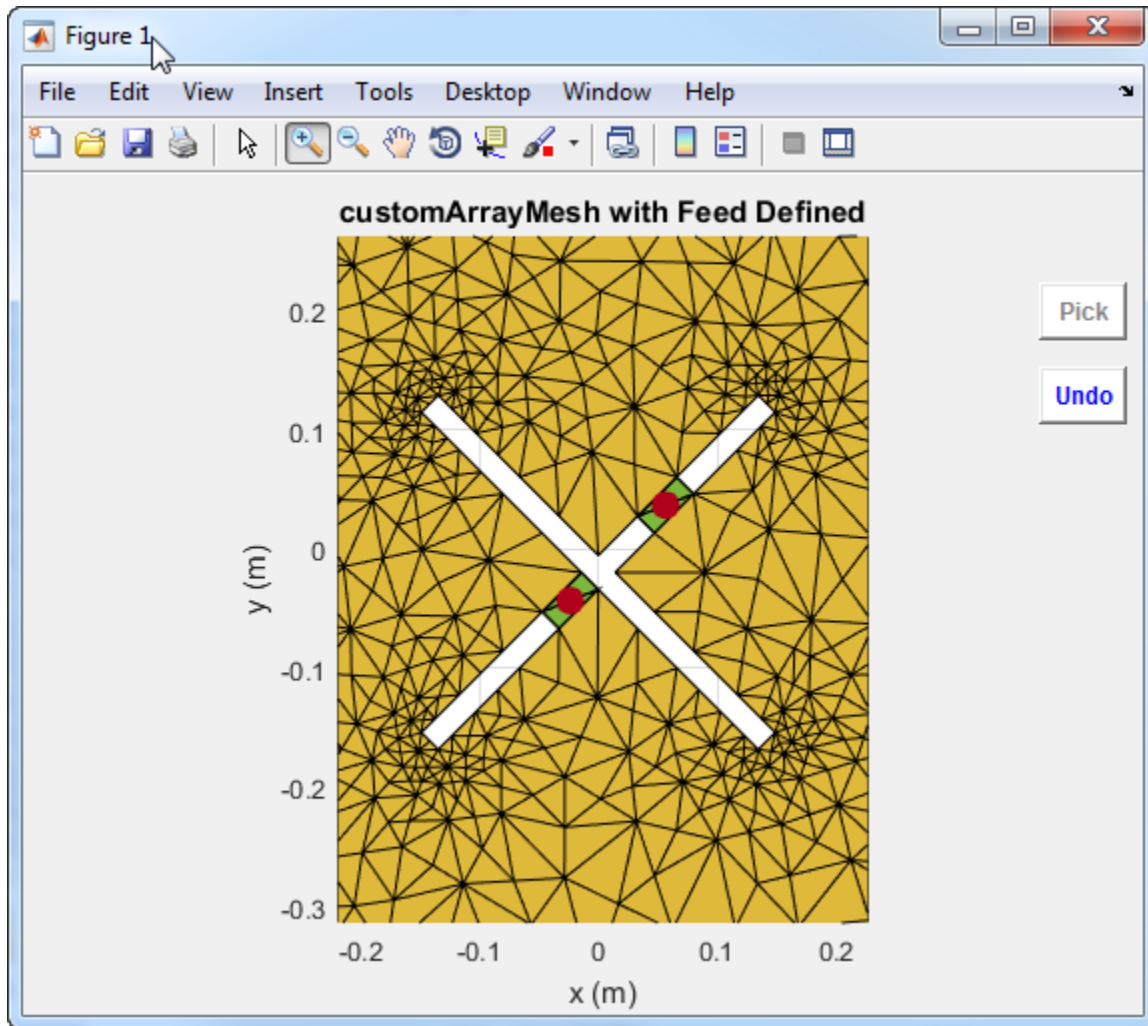 Figure 1
File Edit View Insert Tools Desktop Window Help
customArrayMesh with Feed Defined
Pick
Undo
0.2
0.1
0
-0.1
-0.2
-0.3
y (m)
-0.2 -0.1 0 0.1 0.2
x (m)